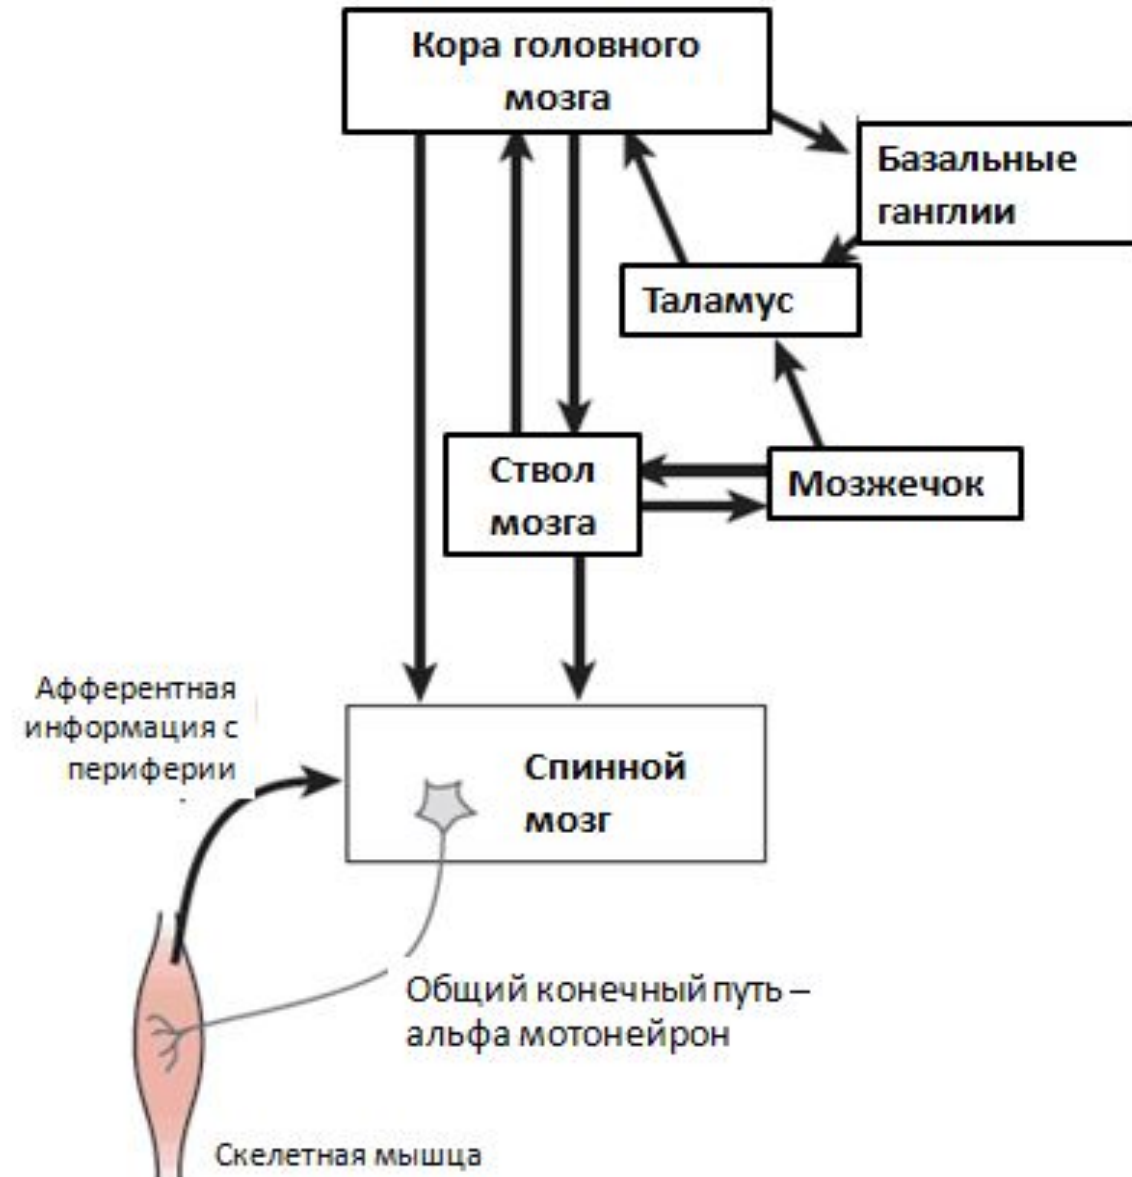 Кора головного
мозга
Базальные
ганглии
Таламус
Ствол
мозга
Мозжечок
Афферентная
информация с
периферии
Спинной
мозг
Общий конечный путь –
альфа мотонейрон
Скелетная мышца